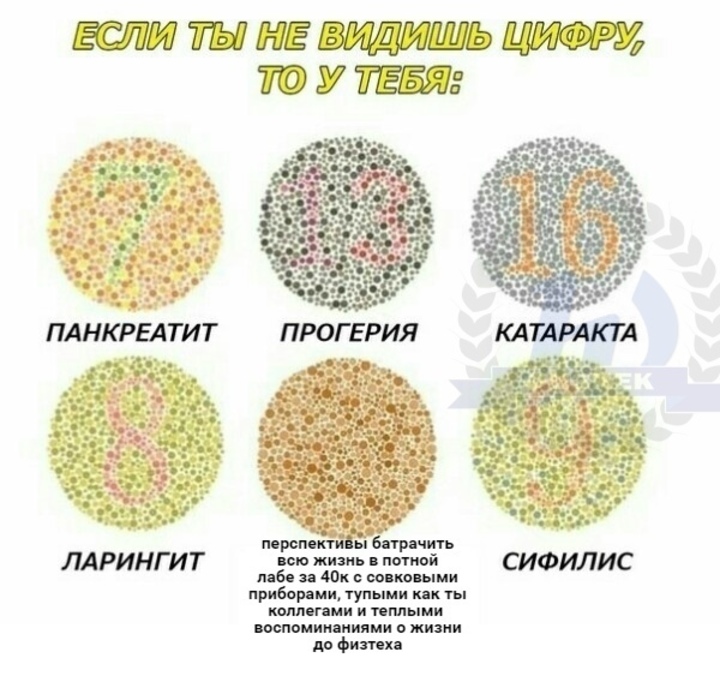 ЕСЛИ ТЫ НЕ ВИДИШЬ ЦИФРУ,
ТО У ТЕБЯ:
7
13
16
ПАНКРЕАТИТ
ПРОГЕРИЯ
КАТАРАКТА
8
9
ЛАРИНГИТ
перспективы батрачить
всю жизнь в потной
лабе за 40к с совковыми
приборами, тупыми как ты
коллегами и теплыми
воспоминаниями о жизни
до физтеха
СИФИЛИС